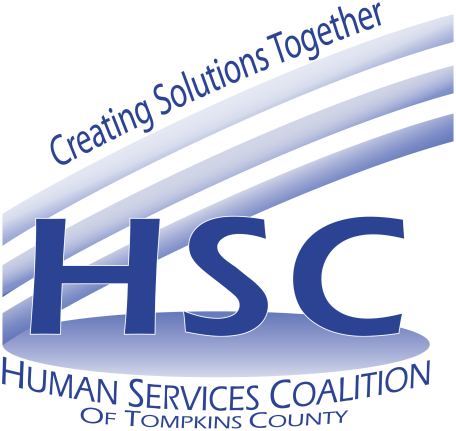 Creating Solutions Together
HSC
HUMAN SERVICES COALITION
OF TOMPKINS COUNTY